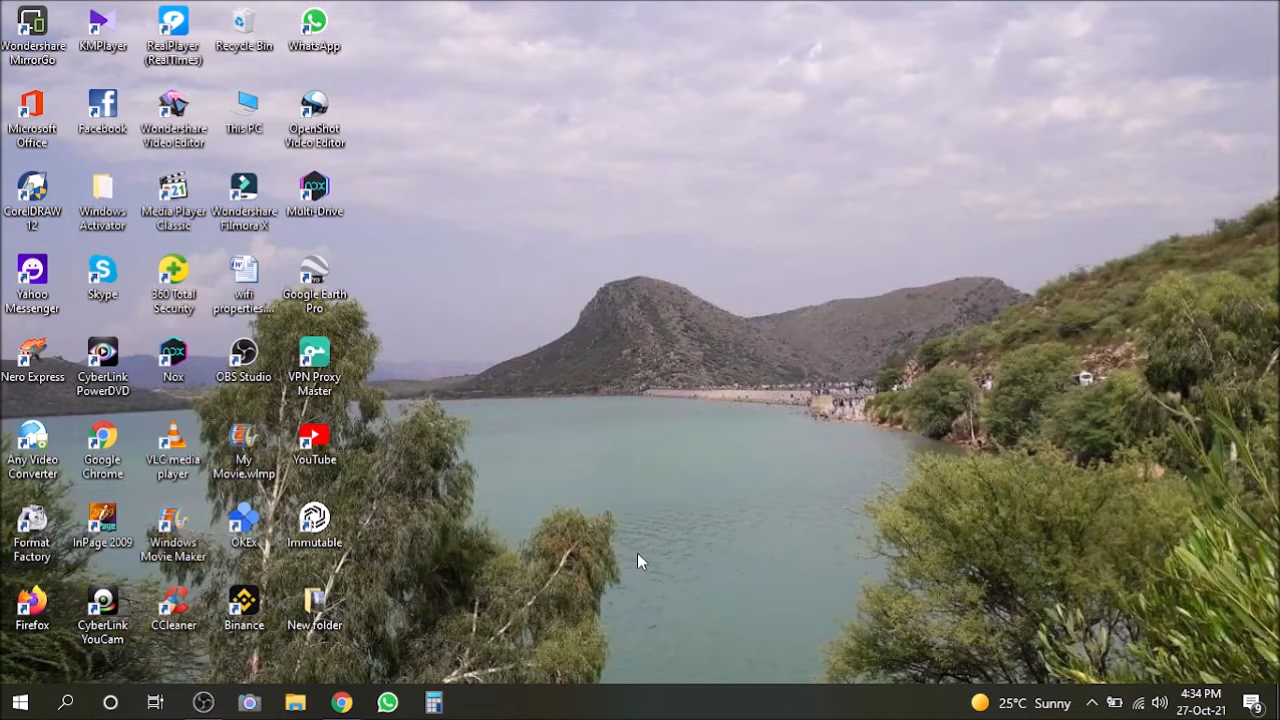 Wondershare
MirrorGo
KMPlayer
RealPlayer
(RealTimes)
Recycle Bin
WhatsApp
Microsoft
Office
Facebook
Wondershare
Video Editor
This PC
OpenShot
Video Editor
CorelDRAW
12
Windows
Activator
Media Player
Classic
Wondershare
Filmora X
Multi-Drive
Yahoo
Messenger
Skype
360 Total
Security
wifi
properties....
Google Earth
Pro
Nero Express
CyberLink
PowerDVD
Nox
OBS Studio
VPN Proxy
Master
Any Video
Converter
Google
Chrome
VLC media
player
My
Movie.wlmp
YouTube
Format
Factory
InPage 2009
Windows
Movie Maker
OKEx
Immutable
Firefox
CyberLink
YouCam
CCleaner
Binance
New folder
25°C Sunny
4:34 PM
27-Oct-21
9